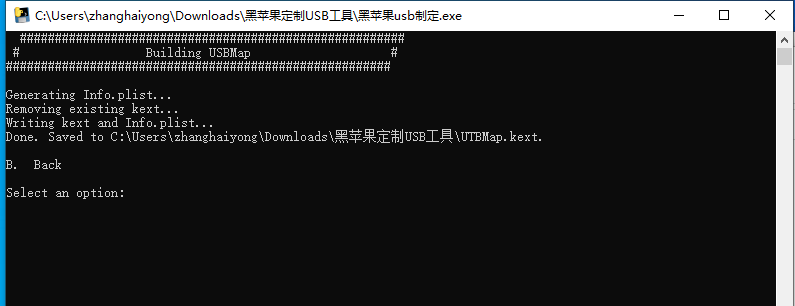 C:\Users\zhanghaiyong\Downloads\黑苹果定制USB工具\黑苹果usb制定.exe
#######################################################
# Building USBMap #
#######################################################
Generating Info.plist...
Removing existing kext...
Writing kext and Info.plist...
Done. Saved to C:\Users\zhanghaiyong\Downloads\黑苹果定制USB工具\UTBMap.kext.
B. Back
Select an option: